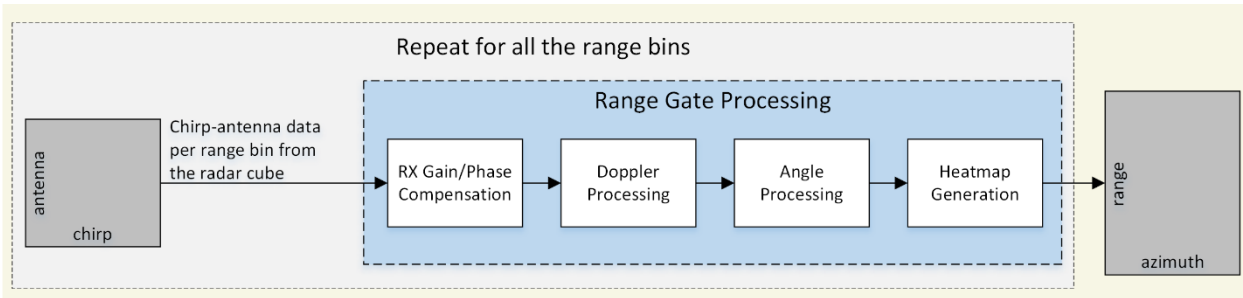 Repeat for all the range bins
Range Gate Processing
Chirp-antenna data
per range bin from
the radar cube
antenna
chirp
RX Gain/Phase
Compensation
Doppler
Processing
Angle
Processing
Heatmap
Generation
range
azimuth